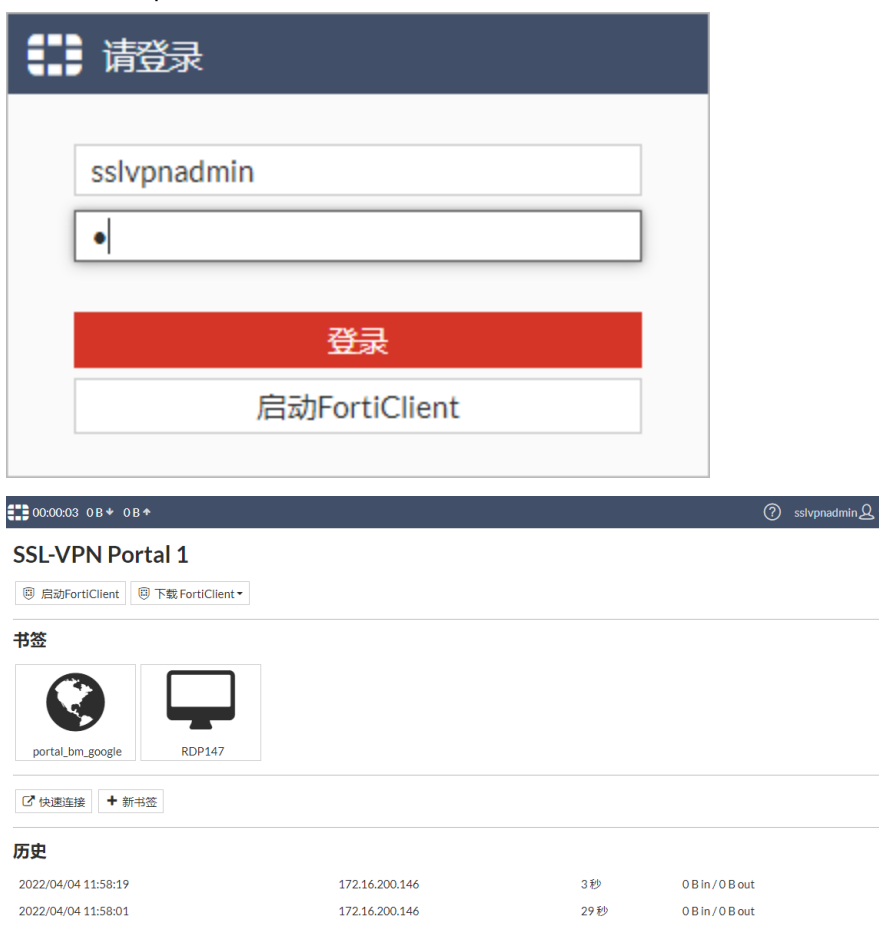 请登录
sslvpnadmin
登录
启动FortiClient
00:00:03 0 B 0 B sslvpnadmin
SSL-VPN Portal 1
启动FortiClient 下载 FortiClient
书签
portal_bm_google RDP147
快速连接 新书签
历史
2022/04/04 11:58:19 172.16.200.146 3 秒 0 B in / 0 B out
2022/04/04 11:58:01 172.16.200.146 29 秒 0 B in / 0 B out